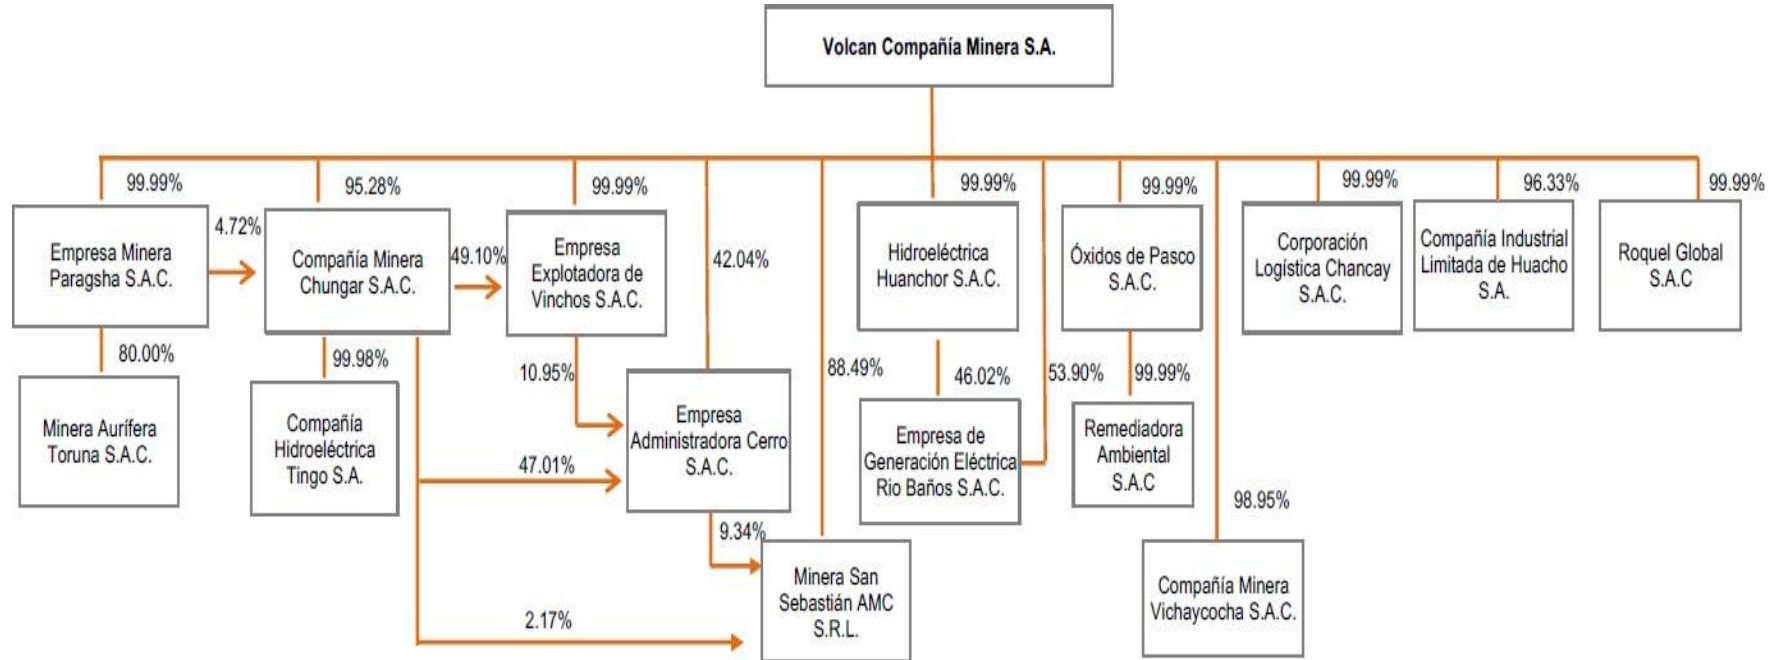 Volcan Compañía Minera S.A.
99.99%
95.28%
99.99%
99.99%
99.99%
99.99%
96.33%
99.99%
4.72%
49.10%
42.04%
Empresa Minera
Paragsha S.A.C.
Compañía Minera
Chungar S.A.C.
Empresa
Explotadora de
Vinchos S.A.C.
Hidroeléctrica
Huanchor S.A.C.
Óxidos de Pasco
S.A.C.
Corporación
Logística Chancay
S.A.C.
Compañía Industrial
Limitada de Huacho
S.A.
Roquel Global
S.A.C
80.00%
99.98%
10.95%
88.49%
46.02%
53.90%
99.99%
Minera Aurífera
Toruna S.A.C.
Compañía
Hidroeléctrica
Tingo S.A.
Empresa
Administradora Cerro
S.A.C.
Empresa de
Generación Eléctrica
Rio Baños S.A.C.
Remediadora
Ambiental
S.A.C
47.01%
98.95%
9.34%
Minera San
Sebastián AMC
S.R.L.
Compañía Minera
Vichaycocha S.A.C.
2.17%